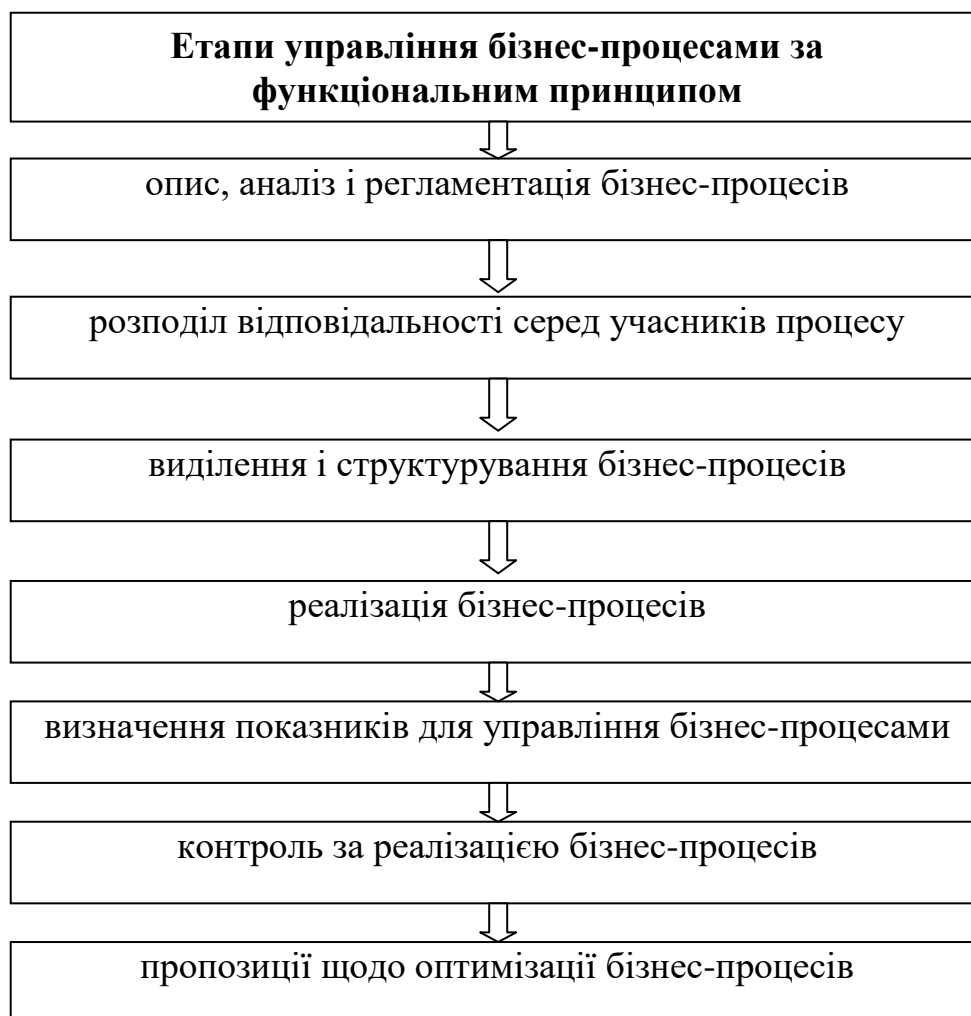 Етапи управління бізнес-процесами за
функціональним принципом
опис, аналіз і регламентація бізнес-процесів
розподіл відповідальності серед учасників процесу
виділення і структурування бізнес-процесів
реалізація бізнес-процесів
визначення показників для управління бізнес-процесами
контроль за реалізацією бізнес-процесів
пропозиції щодо оптимізації бізнес-процесів